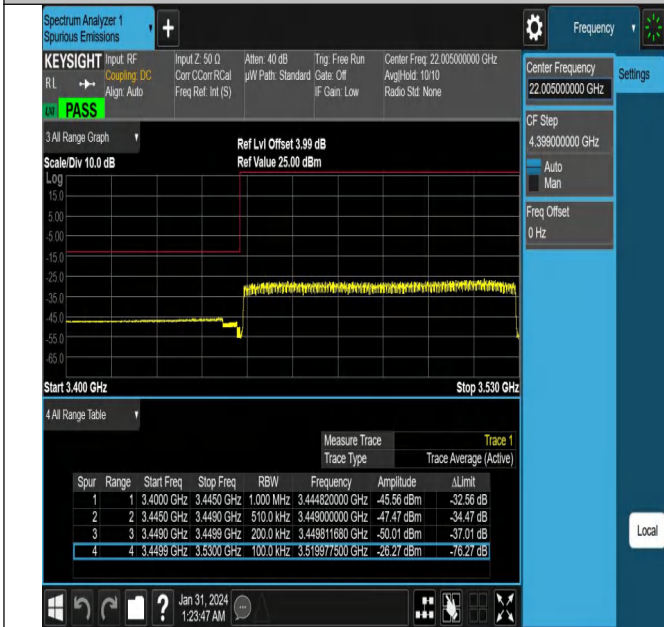 Spectrum Analyzer 1
Spurious Emissions
+
Frequency
KEYSIGHT
RL
Input: RF
Coupling: DC
Align: Auto
Input Z: 50 Ω
Corr CCorr RCal
Freq Ref: Int (S)
Atten: 40 dB
µW Path: Standard
Trig: Free Run
Gate: Off
IF Gain: Low
Center Freq: 22.005000000 GHz
Avg|Hold: 10/10
Radio Std: None
PASS
Center Frequency
22.005000000 GHz
Settings
CF Step
4.399000000 GHz
Auto
Man
Freq Offset
0 Hz
Local
3 All Range Graph
Scale/Div 10.0 dB
Ref Lvl Offset 3.99 dB
Ref Value 25.00 dBm
Log
15.0
5.00
-5.00
-15.0
-25.0
-35.0
-45.0
-55.0
-65.0
Start 3.400 GHz
Stop 3.530 GHz
4 All Range Table
Measure Trace Trace 1
Trace Type Trace Average (Active)
Spur Range Start Freq Stop Freq RBW Frequency Amplitude ΔLimit
1 1 3.4000 GHz 3.4450 GHz 1.000 MHz 3.444820000 GHz -45.56 dBm -32.56 dB
2 2 3.4450 GHz 3.4490 GHz 510.0 kHz 3.449000000 GHz -47.47 dBm -34.47 dB
3 3 3.4490 GHz 3.4499 GHz 200.0 kHz 3.449811680 GHz -50.01 dBm -37.01 dB
4 4 3.4499 GHz 3.5300 GHz 100.0 kHz 3.519977500 GHz -26.27 dBm -76.27 dB
?
Jan 31, 2024
1:23:47 AM